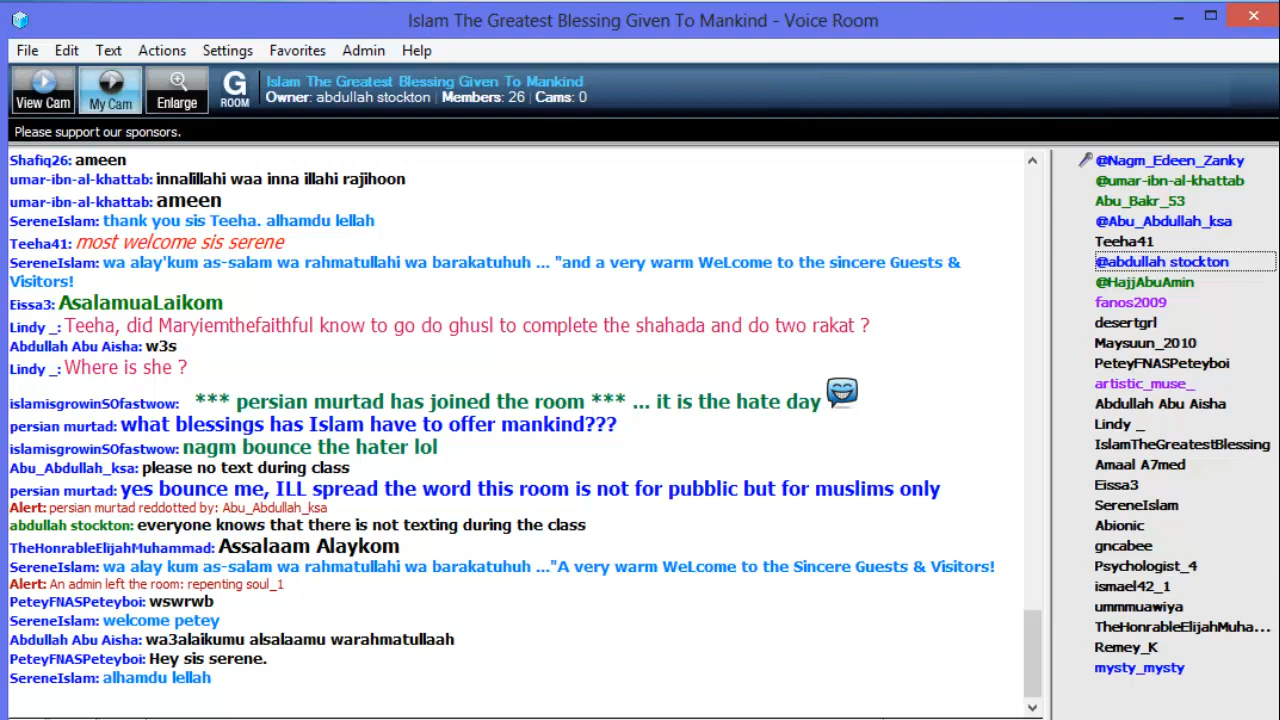 Islam The Greatest Blessing Given To Mankind - Voice Room
File Edit Text Actions Settings Favorites Admin Help
View Cam
My Cam
Enlarge
G ROOM
Islam The Greatest Blessing Given To Mankind
Owner: abdullah stockton | Members: 26 | Cams: 0
Please support our sponsors.
Shafiq26: ameen
umar-ibn-al-khattab: innalillahi waa inna illahi rajihoon
umar-ibn-al-khattab: ameen
SereneIslam: thank you sis Teeha. alhamdu lellah
Teeha41: most welcome sis serene
SereneIslam: wa alay'kum as-salam wa rahmatullahi wa barakatuhuh ... "and a very warm WeLcome to the sincere Guests &
Visitors!
Eissa3: AsalamuaLaikom
Lindy _: Teeha, did Maryiemthefaithful know to go do ghusl to complete the shahada and do two rakat ?
Abdullah Abu Aisha: w3s
Lindy _: Where is she ?
islamisgrowinSOfastwow: *** persian murtad has joined the room *** ... it is the hate day
persian murtad: what blessings has Islam have to offer mankind???
islamisgrowinSOfastwow: nagm bounce the hater lol
Abu_Abdullah_ksa: please no text during class
persian murtad: yes bounce me, ILL spread the word this room is not for pubblic but for muslims only
Alert: persian murtad reddotted by: Abu_Abdullah_ksa
abdullah stockton: everyone knows that there is not texting during the class
TheHonrableElijahMuhammad: Assalaam Alaykom
SereneIslam: wa alay kum as-salam wa rahmatullahi wa barakatuhuh ..."A very warm WeLcome to the Sincere Guests & Visitors!
Alert: An admin left the room: repenting soul_1
PeteyFNASPeteyboi: wswrwb
SereneIslam: welcome petey
Abdullah Abu Aisha: wa3alaikumu alsalaamu warahmatullaah
PeteyFNASPeteyboi: Hey sis serene.
SereneIslam: alhamdu lellah
@Nagm_Edeen_Zanky
@umar-ibn-al-khattab
Abu_Bakr_53
@Abu_Abdullah_ksa
Teeha41
@abdullah stockton
@HajjAbuAmin
fanos2009
desertgrl
Maysuun_2010
PeteyFNASPeteyboi
artistic_muse_
Abdullah Abu Aisha
Lindy _
IslamTheGreatestBlessing
Amaal A7med
Eissa3
SereneIslam
Abionic
gncabee
Psychologist_4
ismael42_1
ummmuawiya
TheHonrableElijahMuha...
Remey_K
mysty_mysty